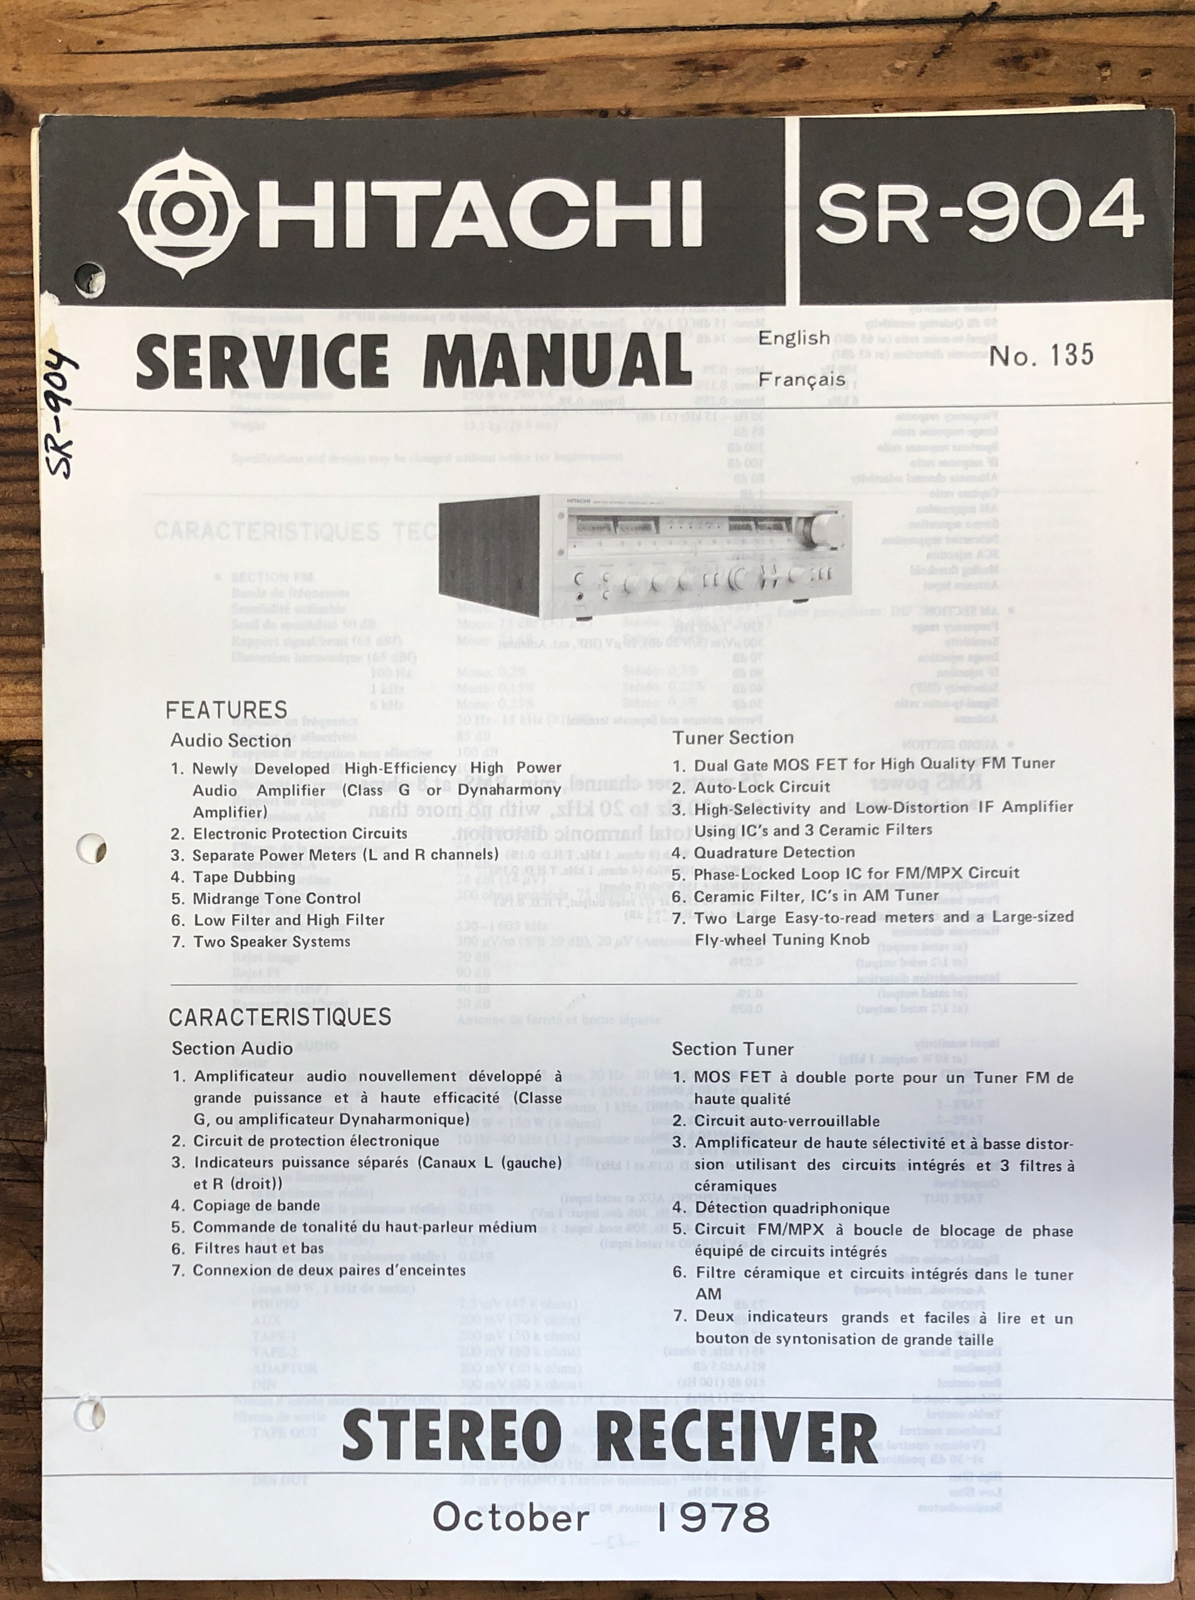 HITACHI
SR-904
SERVICE MANUAL
English
Français
No. 135
SR-904
HITACHI
FEATURES
Audio Section
1. Newly Developed High-Efficiency High Power
Audio Amplifier (Class G or Dynaharmony
Amplifier)
2. Electronic Protection Circuits
3. Separate Power Meters (L and R channels)
4. Tape Dubbing
5. Midrange Tone Control
6. Low Filter and High Filter
7. Two Speaker Systems
Tuner Section
1. Dual Gate MOS FET for High Quality FM Tuner
2. Auto-Lock Circuit
3. High-Selectivity and Low-Distortion IF Amplifier
Using IC's and 3 Ceramic Filters
4. Quadrature Detection
5. Phase-Locked Loop IC for FM/MPX Circuit
6. Ceramic Filter, IC's in AM Tuner
7. Two Large Easy-to-read meters and a Large-sized
Fly-wheel Tuning Knob
CARACTERISTIQUES
Section Audio
1. Amplificateur audio nouvellement développé à
grande puissance et à haute efficacité (Classe
G, ou amplificateur Dynaharmonique)
2. Circuit de protection électronique
3. Indicateurs puissance séparés (Canaux L (gauche)
et R (droit))
4. Copiage de bande
5. Commande de tonalité du haut-parleur médium
6. Filtres haut et bas
7. Connexion de deux paires d'enceintes
Section Tuner
1. MOS FET à double porte pour un Tuner FM de
haute qualité
2. Circuit auto-verrouillable
3. Amplificateur de haute sélectivité et à basse distor-
sion utilisant des circuits intégrés et 3 filtres à
céramiques
4. Détection quadriphonique
5. Circuit FM/MPX à boucle de blocage de phase
équipé de circuits intégrés
6. Filtre céramique et circuits intégrés dans le tuner
AM
7. Deux indicateurs grands et faciles à lire et un
bouton de syntonisation de grande taille
STEREO RECEIVER
October 1978